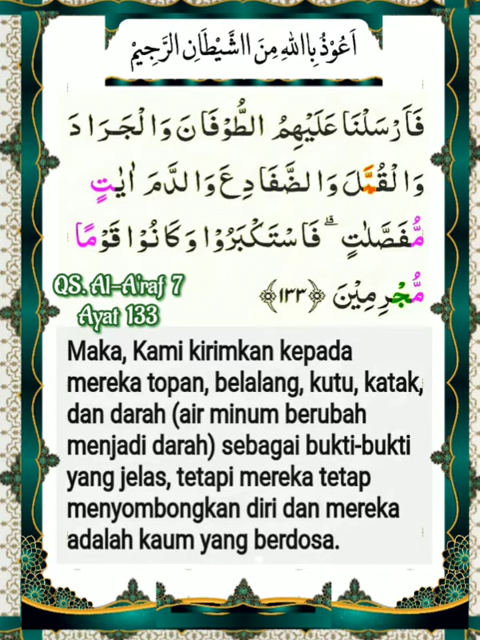 اَعُوْذُ بِاللهِ مِنَ الشَّيْطَانِ الرَّجِيْمِ
فَاَرْسَلْنَا عَلَيْهِمُ الطُّوْفَانَ وَالْجَرَادَ
وَالْقُمَّلَ وَالضَّفَادِعَ وَالدَّمَ اٰيٰتٍ
مُّفَصَّلٰتٍ ۗ فَاسْتَكْبَرُوْا وَكَانُوْا قَوْمًا
مُّجْرِمِيْنَ ﴿١٣٣﴾
QS. Al-A'raf 7
Ayat 133
Maka, Kami kirimkan kepada
mereka topan, belalang, kutu, katak,
dan darah (air minum berubah
menjadi darah) sebagai bukti-bukti
yang jelas, tetapi mereka tetap
menyombongkan diri dan mereka
adalah kaum yang berdosa.